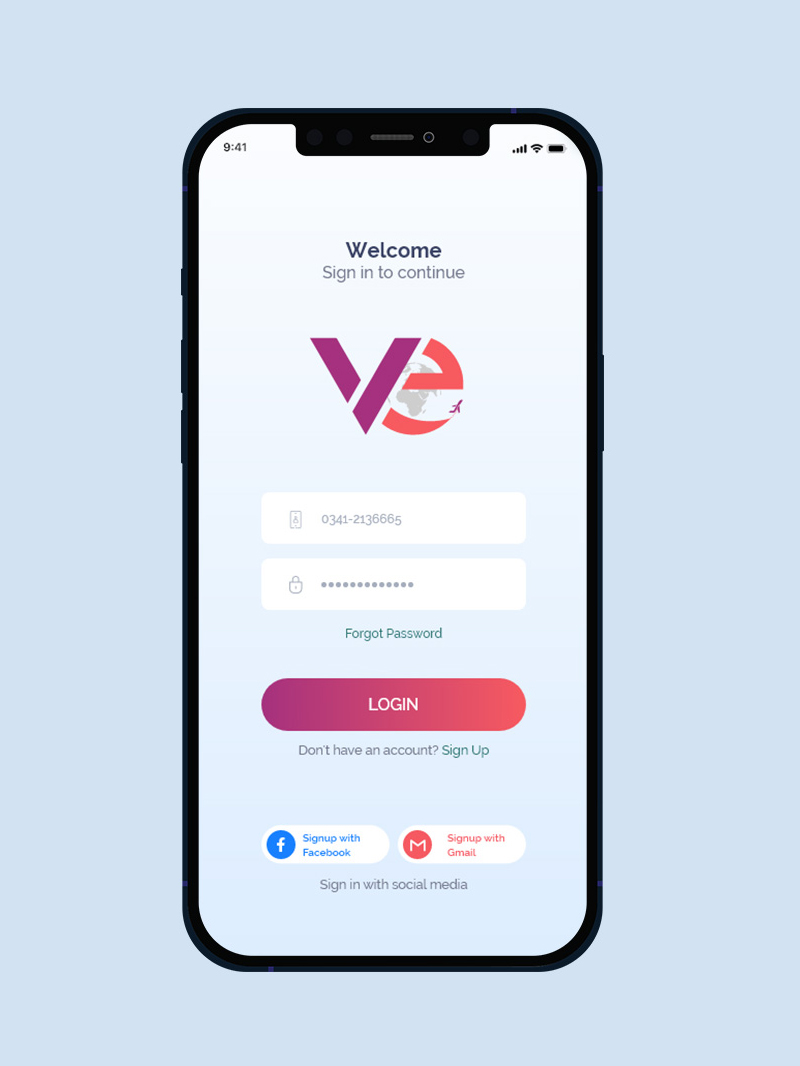 9:41
Welcome
Sign in to continue
Ve
0341-2136665
•••••••••••••
Forgot Password
LOGIN
Don't have an account? Sign Up
Signup with
Facebook
Signup with
Gmail
Sign in with social media